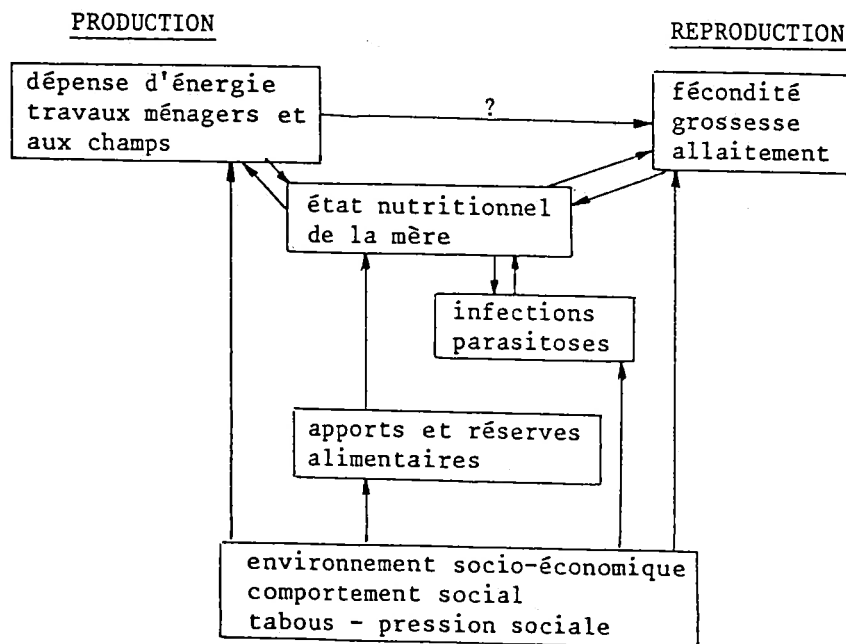 PRODUCTION
REPRODUCTION
dépense d'énergie
travaux ménagers et
aux champs
?
fécondité
grossesse
allaitement
état nutritionnel
de la mère
infections
parasitoses
apports et réserves
alimentaires
environnement socio-économique
comportement social
tabous - pression sociale